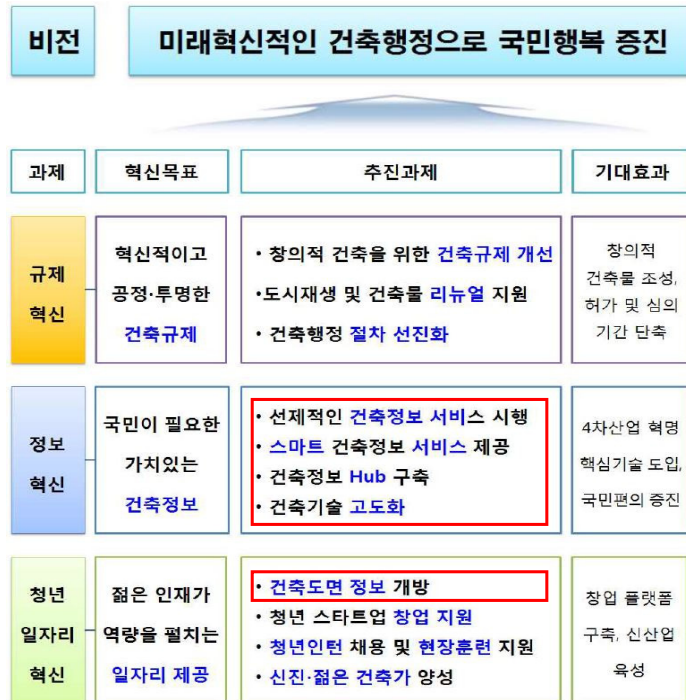 비전
미래혁신적인 건축행정으로 국민행복 증진
과제
혁신목표
추진과제
기대효과
규제
혁신
혁신적이고
공정·투명한
건축규제
• 창의적 건축을 위한 건축규제 개선
•도시재생 및 건축물 리뉴얼 지원
• 건축행정 절차 선진화
창의적
건축물 조성,
허가 및 심의
기간 단축
정보
혁신
국민이 필요한
가치있는
건축정보
• 선제적인 건축정보 서비스 시행
• 스마트 건축정보 서비스 제공
• 건축정보 Hub 구축
• 건축기술 고도화
4차산업 혁명
핵심기술 도입,
국민편의 증진
청년
일자리
혁신
젊은 인재가
역량을 펼치는
일자리 제공
• 건축도면 정보 개방
• 청년 스타트업 창업 지원
• 청년인턴 채용 및 현장훈련 지원
• 신진·젊은 건축가 양성
창업 플랫폼
구축, 신산업
육성